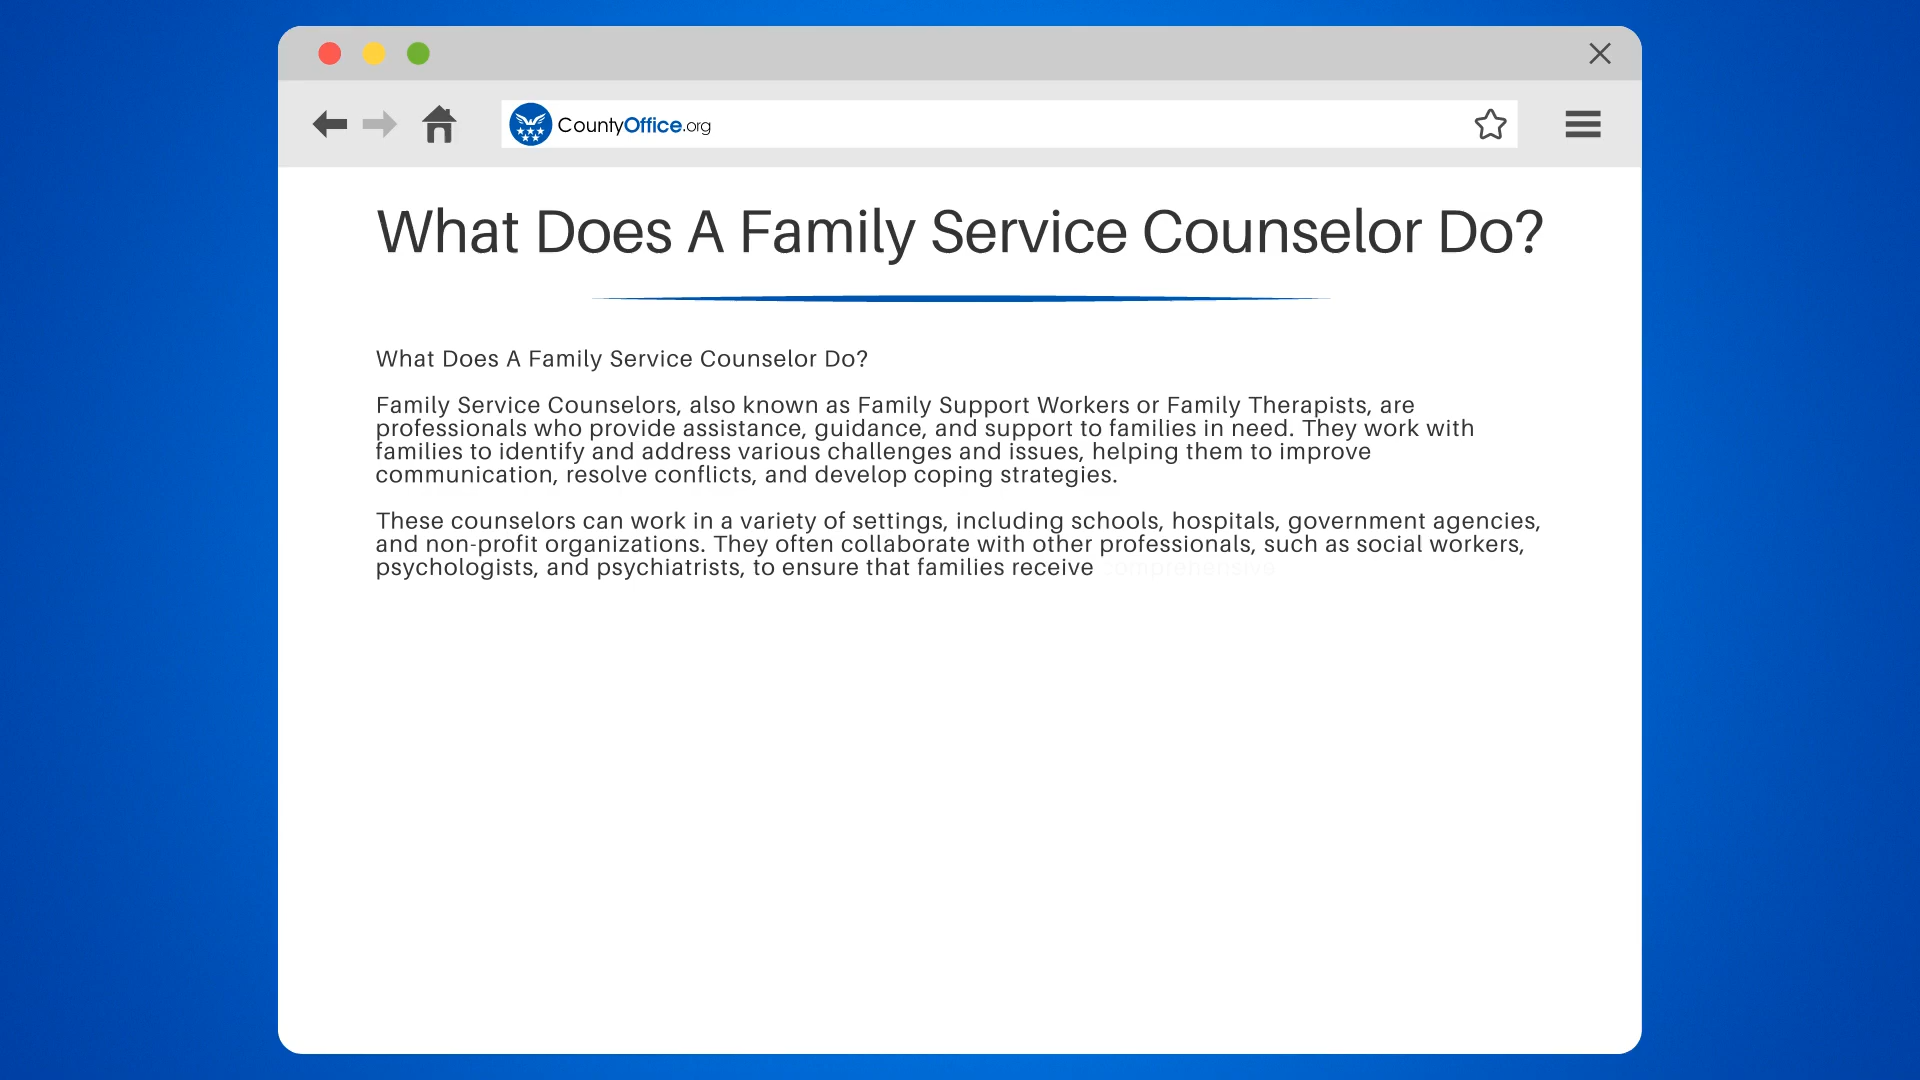 CountyOffice.org
What Does A Family Service Counselor Do?
What Does A Family Service Counselor Do?
Family Service Counselors, also known as Family Support Workers or Family Therapists, are
professionals who provide assistance, guidance, and support to families in need. They work with
families to identify and address various challenges and issues, helping them to improve
communication, resolve conflicts, and develop coping strategies.
These counselors can work in a variety of settings, including schools, hospitals, government agencies,
and non-profit organizations. They often collaborate with other professionals, such as social workers,
psychologists, and psychiatrists, to ensure that families receive comprehensive